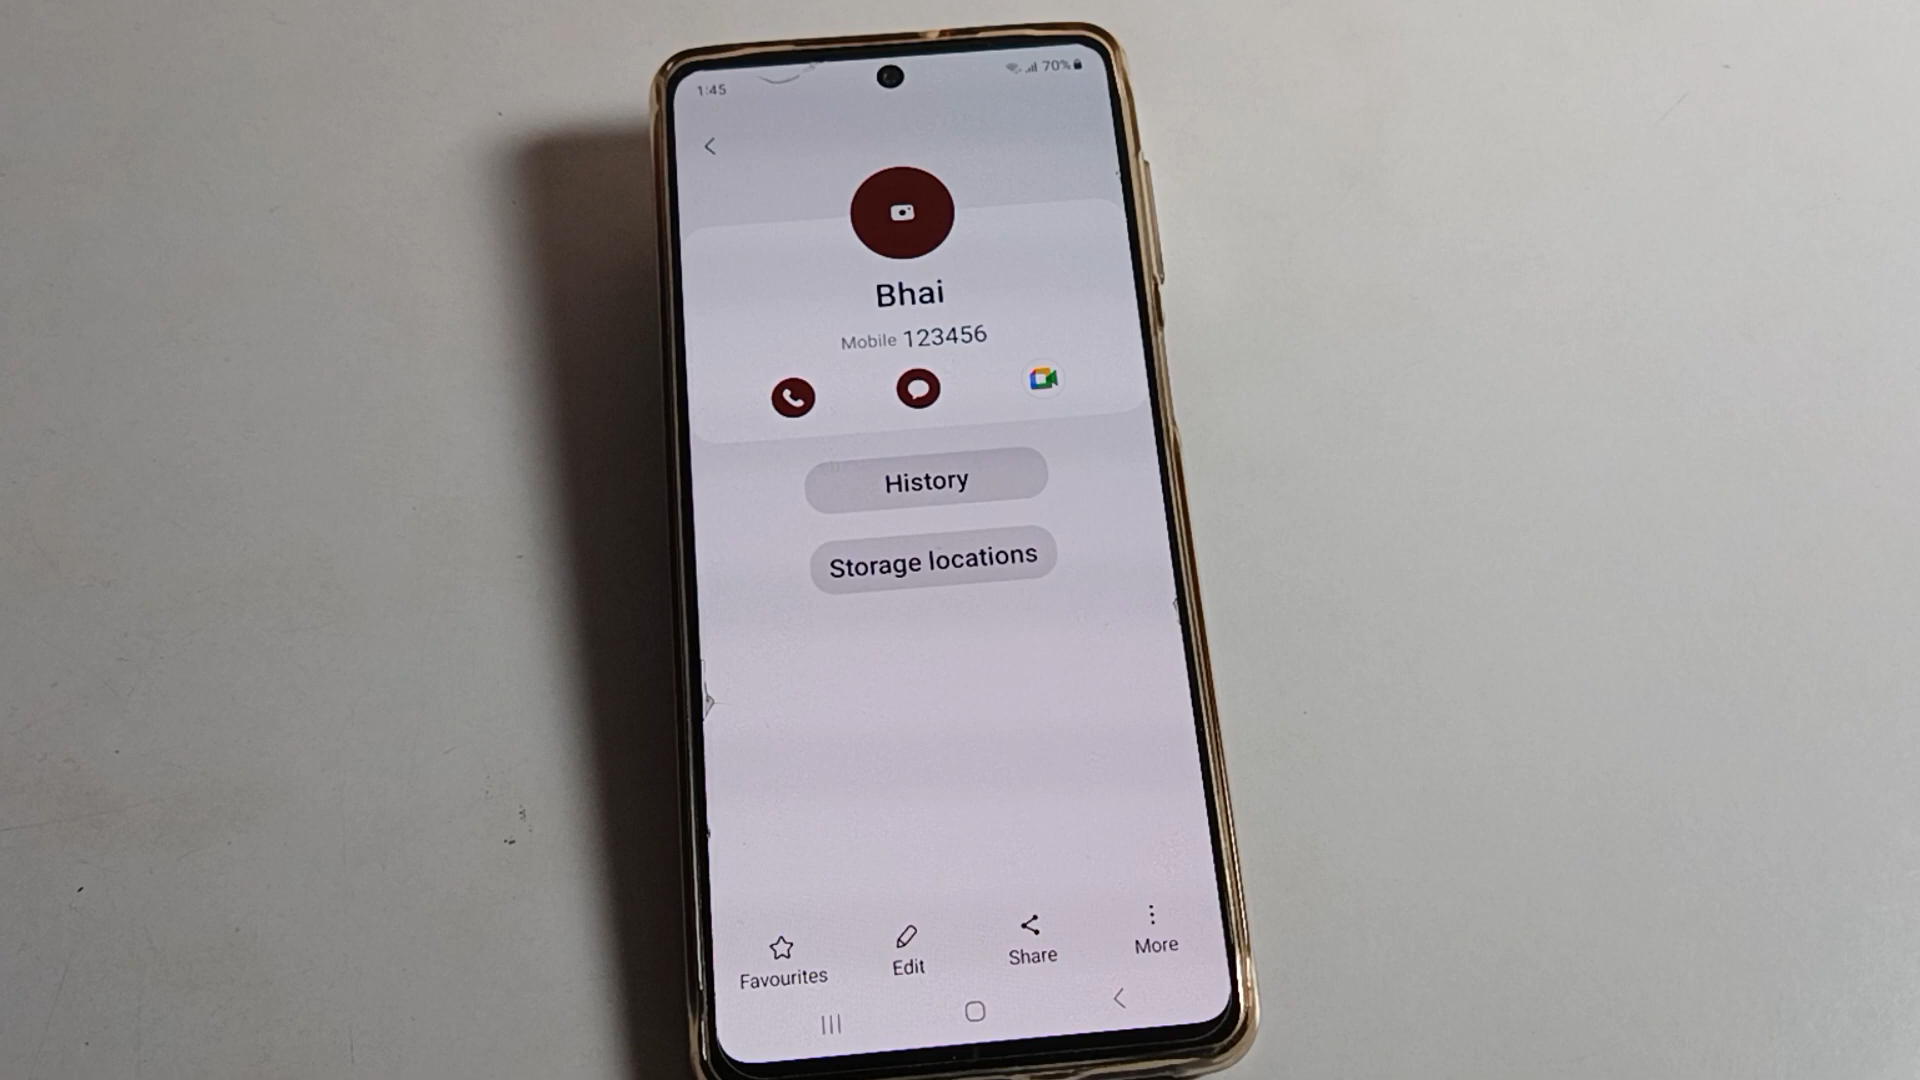 1:45 70%
Bhai
Mobile 123456
History
Storage locations
Favourites Edit Share More